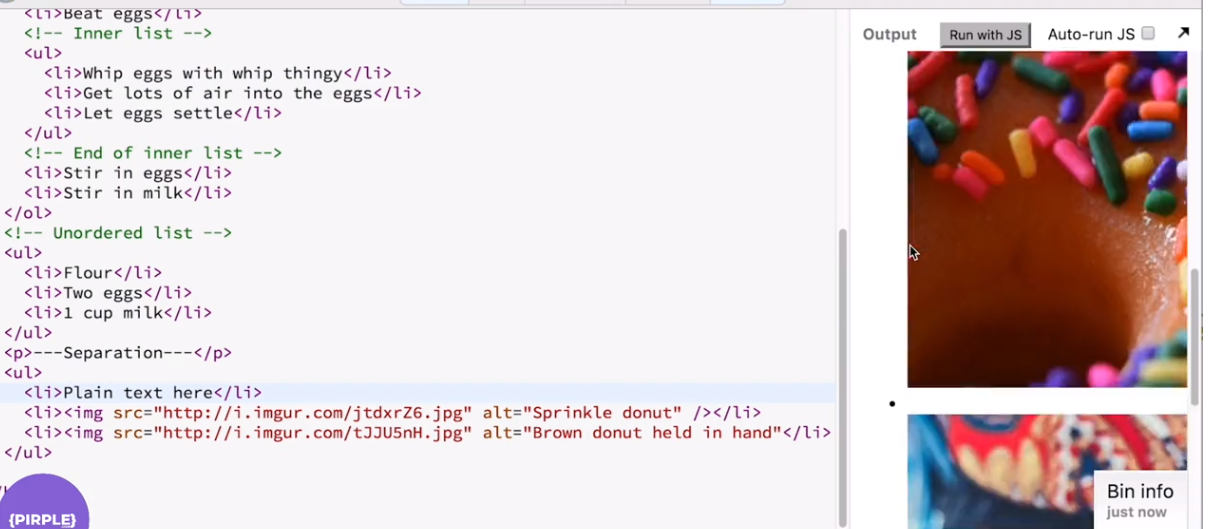 <li>Beat eggs</li>
<!-- Inner list -->
<ul>
<li>Whip eggs with whip thingy</li>
<li>Get lots of air into the eggs</li>
<li>Let eggs settle</li>
</ul>
<!-- End of inner list -->
<li>Stir in eggs</li>
<li>Stir in milk</li>
</ol>
<!-- Unordered list -->
<ul>
<li>Flour</li>
<li>Two eggs</li>
<li>1 cup milk</li>
</ul>
<p>---Separation---</p>
<ul>
<li>Plain text here</li>
<li><img src="http://i.imgur.com/jtdxrZ6.jpg" alt="Sprinkle donut" /></li>
<li><img src="http://i.imgur.com/tJJU5nH.jpg" alt="Brown donut held in hand"</li>
</ul>
{PIRPLE}
Output Run with JS Auto-run JS
Bin info
just now